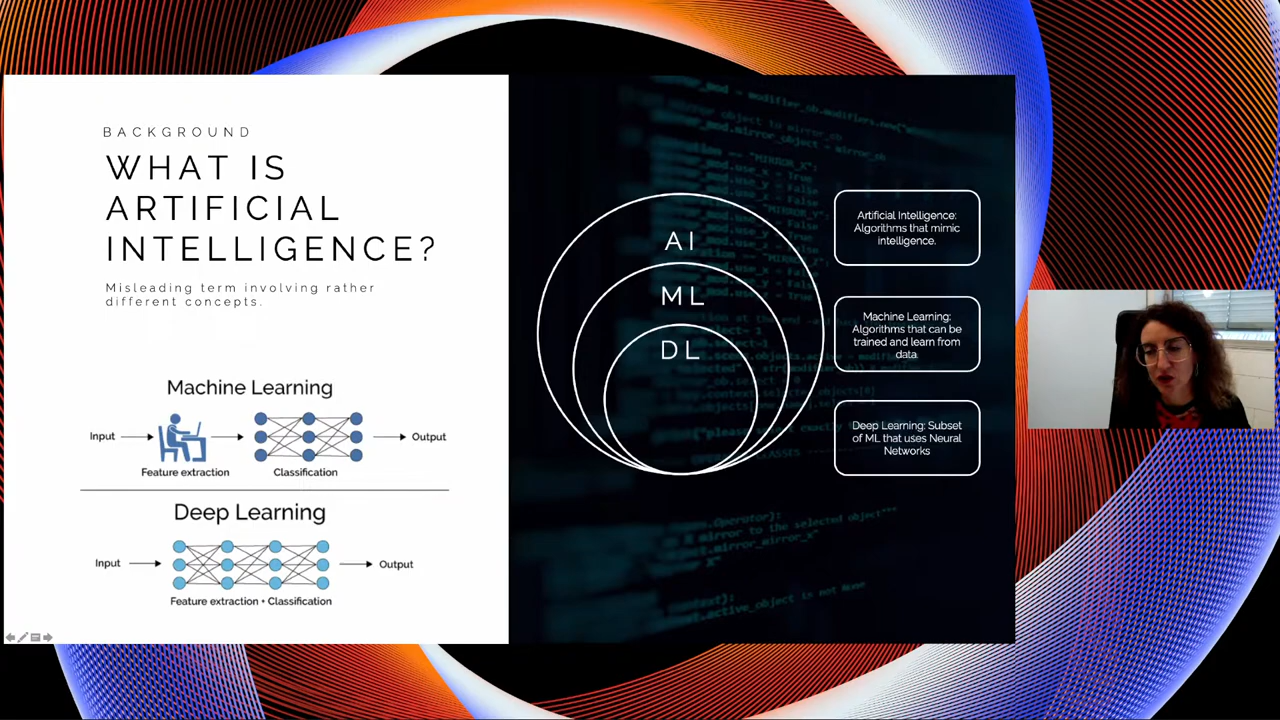 BACKGROUND
WHAT IS
ARTIFICIAL
INTELLIGENCE?
Misleading term involving rather
different concepts.
Machine Learning
Input
Output
Feature extraction
Classification
Deep Learning
Input
Output
Feature extraction + Classification
AI
ML
DL
Artificial Intelligence:
Algorithms that mimic
intelligence.
Machine Learning:
Algorithms that can be
trained and learn from
data.
Deep Learning: Subset
of ML that uses Neural
Networks